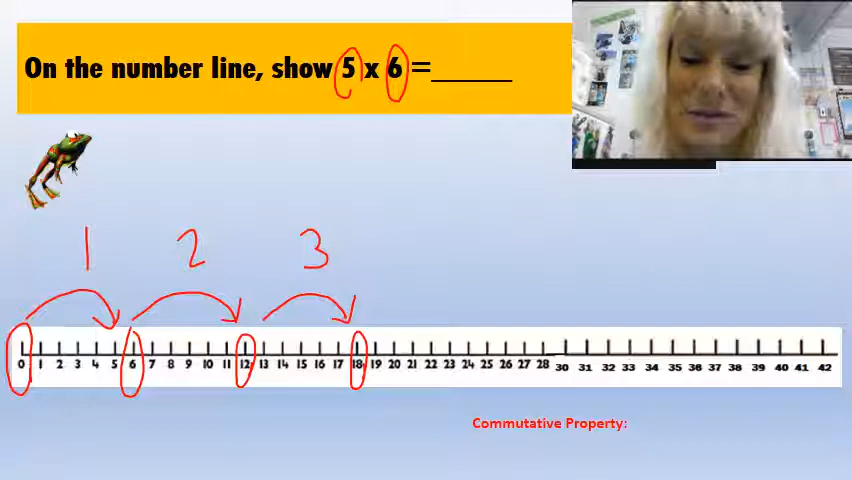 On the number line, show 5 x 6 =______
1 2 3
0 1 2 3 4 5 6 7 8 9 10 11 12 13 14 15 16 17 18 19 20 21 22 23 24 25 26 27 28 30 31 32 33 34 35 36 37 38 39 40 41 42
Commutative Property: